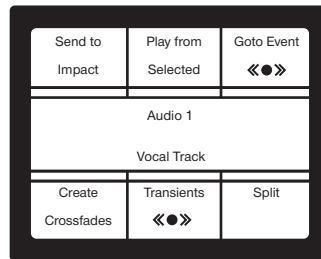 Send to Play from Goto Event
Impact Selected ≪●≫
Audio 1
Vocal Track
Create Transients Split
Crossfades ≪●≫